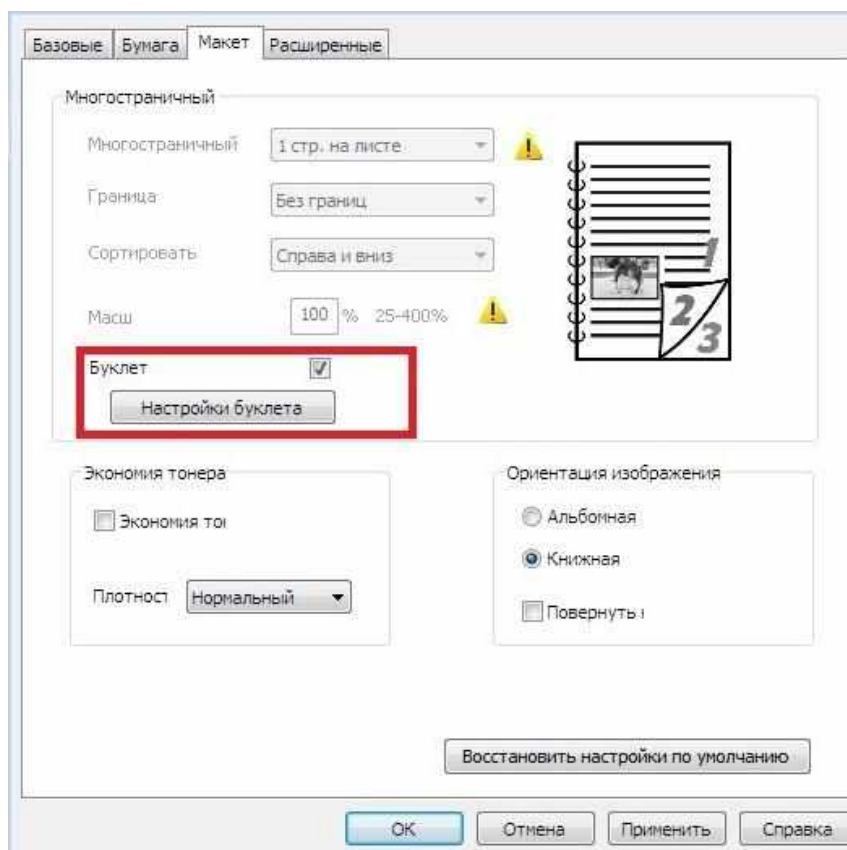 Базовые Бумага Макет Расширенные
Многостраничный
Многостраничный 1 стр. на листе
Граница Без границ
Сортировать Справа и вниз
Масш 100 % 25-400%
Буклет
Настройки буклета
1
2
3
Экономия тонера
Экономия тон
Плотност Нормальный
Ориентация изображения
Альбомная
Книжная
Повернуть
Восстановить настройки по умолчанию
OK Отмена Применить Справка